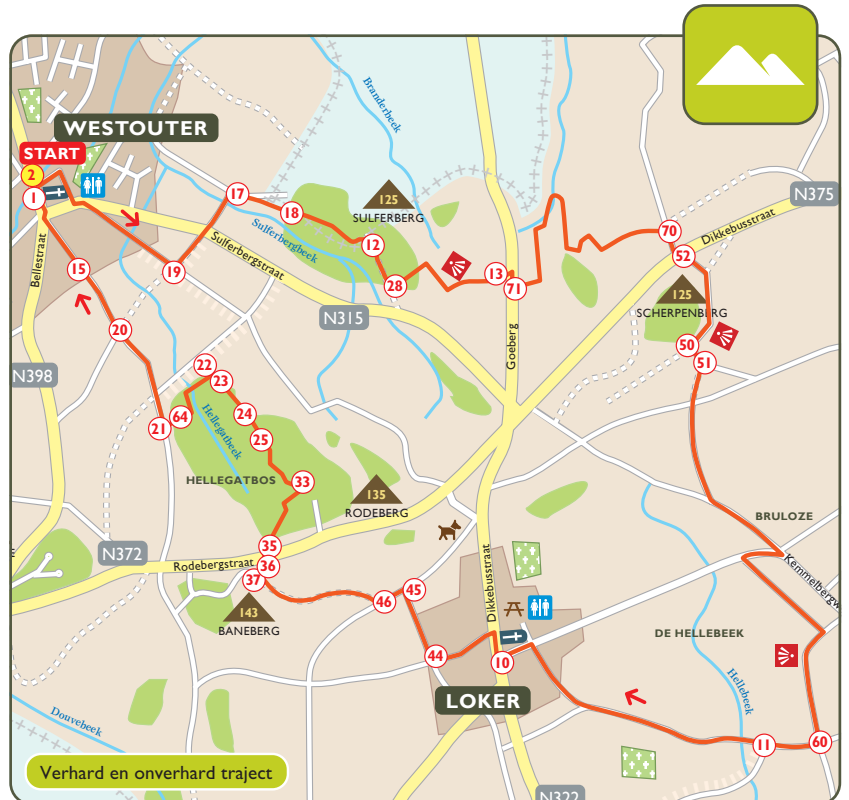 Branderbeek
WESTOUTER
START
2
1
125
SULFERBERG
N375
17
18
Sulferbergbeek
12
Dikkebusstraat
70
52
Bellestraat
Sulferbergstraat
15
19
28
13
71
125
SCHERPENBERG
N315
Goeberg
20
50
51
N398
22
23
Hellegatbeek
24
64
21
25
HELLEGATBOS
33
135
RODEBERG
BRULOZE
N372
35
Rodebergstraat
36
37
Dikkebusstraat
Kemmelbergw
45
46
143
BANEBERG
DE HELLEBEEK
44
10
LOKER
Hellebeek
Douvebeek
11
60
Verhard en onverhard traject
N322